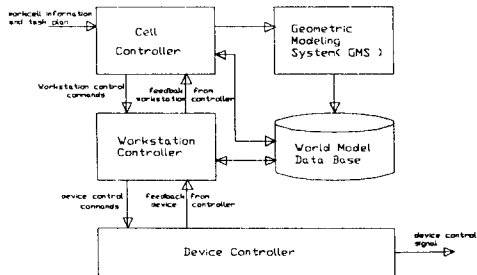 workcell information
and task plan
Cell
Controller
Geometric
Modeling
System( GMS )
Workstation control
commands
feedback from
workstation controller
Workstation
Controller
World Model
Data Base
device control
commands
feedback from
device controller
Device Controller
device control
signal